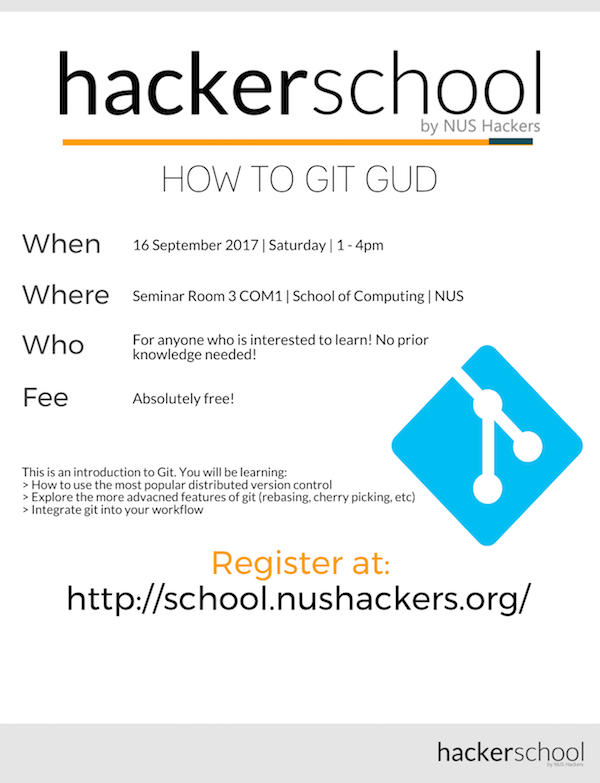 hackerschool
by NUS Hackers
HOW TO GIT GUD
When
16 September 2017 | Saturday | 1 - 4pm
Where
Seminar Room 3 COM1 | School of Computing | NUS
Who
For anyone who is interested to learn! No prior
knowledge needed!
Fee
Absolutely free!
This is an introduction to Git. You will be learning:
> How to use the most popular distributed version control
> Explore the more advacned features of git (rebasing, cherry picking, etc)
> Integrate git into your workflow
Register at:
http://school.nushackers.org/
hackerschool
by NUS Hackers